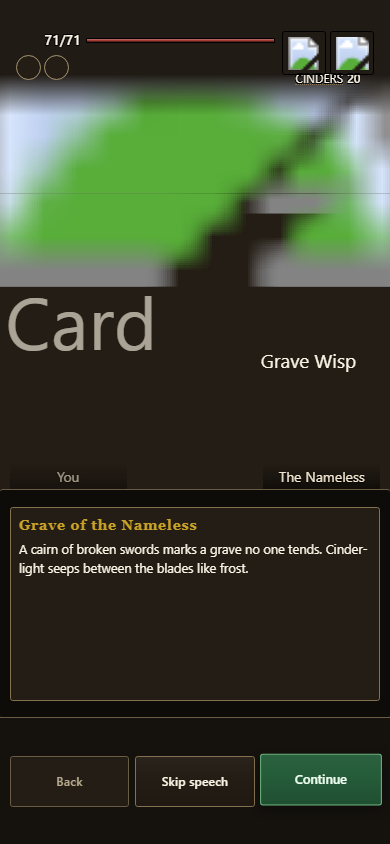 71/71
CINDERS 20
Card
Grave Wisp
You
The Nameless
Grave of the Nameless
A cairn of broken swords marks a grave no one tends. Cinder-
light seeps between the blades like frost.
Back
Skip speech
Continue